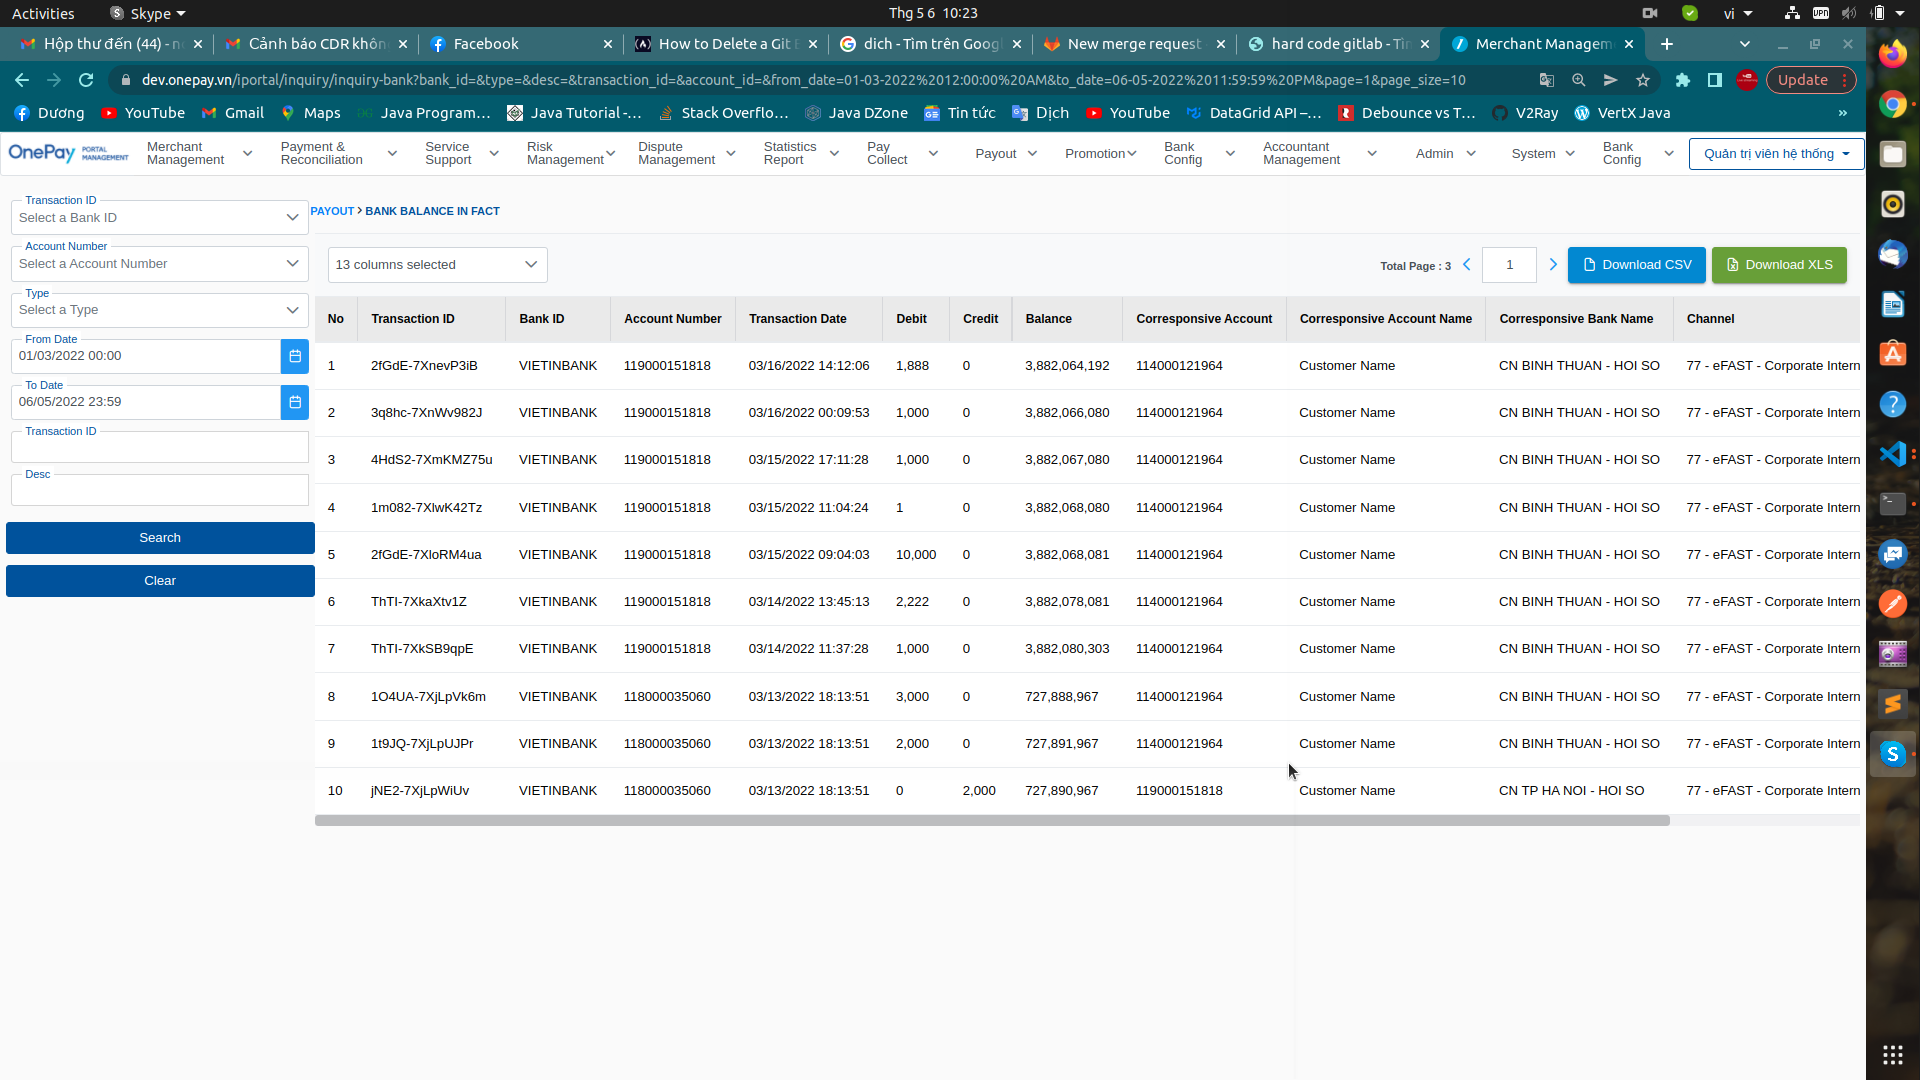 Activities Skype Thg 5 6 10:23 vi
Hộp thư đến (44) - n Cảnh báo CDR khôn Facebook How to Delete a Git dich - Tìm trên Goog New merge request hard code gitlab - Tì Merchant Managem
dev.onepay.vn/iportal/inquiry/inquiry-bank?bank_id=&type=&desc=&transaction_id=&account_id=&from_date=01-03-2022%2012:00:00%20AM&to_date=06-05-2022%2011:59:59%20PM&page=1&page_size=10 Update
Dương YouTube Gmail Maps Java Program... Java Tutorial -... Stack Overflo... Java DZone Tin tức Dịch YouTube DataGrid API –... Debounce vs T... V2Ray VertX Java »
OnePay PORTAL MANAGEMENT Merchant Management Payment & Reconciliation Service Support Risk Management Dispute Management Statistics Report Pay Collect Payout Promotion Bank Config Accountant Management Admin System Bank Config Quản trị viên hệ thống
PAYOUT > BANK BALANCE IN FACT
Transaction ID
Select a Bank ID
Account Number
Select a Account Number
Type
Select a Type
From Date
01/03/2022 00:00
To Date
06/05/2022 23:59
Transaction ID
Desc
Search
Clear
13 columns selected Total Page : 3 1 Download CSV Download XLS
No Transaction ID Bank ID Account Number Transaction Date Debit Credit Balance Corresponsive Account Corresponsive Account Name Corresponsive Bank Name Channel
1 2fGdE-7XnevP3iB VIETINBANK 119000151818 03/16/2022 14:12:06 1,888 0 3,882,064,192 114000121964 Customer Name CN BINH THUAN - HOI SO 77 - eFAST - Corporate Intern
2 3q8hc-7XnWv982J VIETINBANK 119000151818 03/16/2022 00:09:53 1,000 0 3,882,066,080 114000121964 Customer Name CN BINH THUAN - HOI SO 77 - eFAST - Corporate Intern
3 4HdS2-7XmKMZ75u VIETINBANK 119000151818 03/15/2022 17:11:28 1,000 0 3,882,067,080 114000121964 Customer Name CN BINH THUAN - HOI SO 77 - eFAST - Corporate Intern
4 1m082-7XlwK42Tz VIETINBANK 119000151818 03/15/2022 11:04:24 1 0 3,882,068,080 114000121964 Customer Name CN BINH THUAN - HOI SO 77 - eFAST - Corporate Intern
5 2fGdE-7XloRM4ua VIETINBANK 119000151818 03/15/2022 09:04:03 10,000 0 3,882,068,081 114000121964 Customer Name CN BINH THUAN - HOI SO 77 - eFAST - Corporate Intern
6 ThTI-7XkaXtv1Z VIETINBANK 119000151818 03/14/2022 13:45:13 2,222 0 3,882,078,081 114000121964 Customer Name CN BINH THUAN - HOI SO 77 - eFAST - Corporate Intern
7 ThTI-7XkSB9qpE VIETINBANK 119000151818 03/14/2022 11:37:28 1,000 0 3,882,080,303 114000121964 Customer Name CN BINH THUAN - HOI SO 77 - eFAST - Corporate Intern
8 1O4UA-7XjLpVk6m VIETINBANK 118000035060 03/13/2022 18:13:51 3,000 0 727,888,967 114000121964 Customer Name CN BINH THUAN - HOI SO 77 - eFAST - Corporate Intern
9 1t9JQ-7XjLpUJPr VIETINBANK 118000035060 03/13/2022 18:13:51 2,000 0 727,891,967 114000121964 Customer Name CN BINH THUAN - HOI SO 77 - eFAST - Corporate Intern
10 jNE2-7XjLpWiUv VIETINBANK 118000035060 03/13/2022 18:13:51 0 2,000 727,890,967 119000151818 Customer Name CN TP HA NOI - HOI SO 77 - eFAST - Corporate Intern